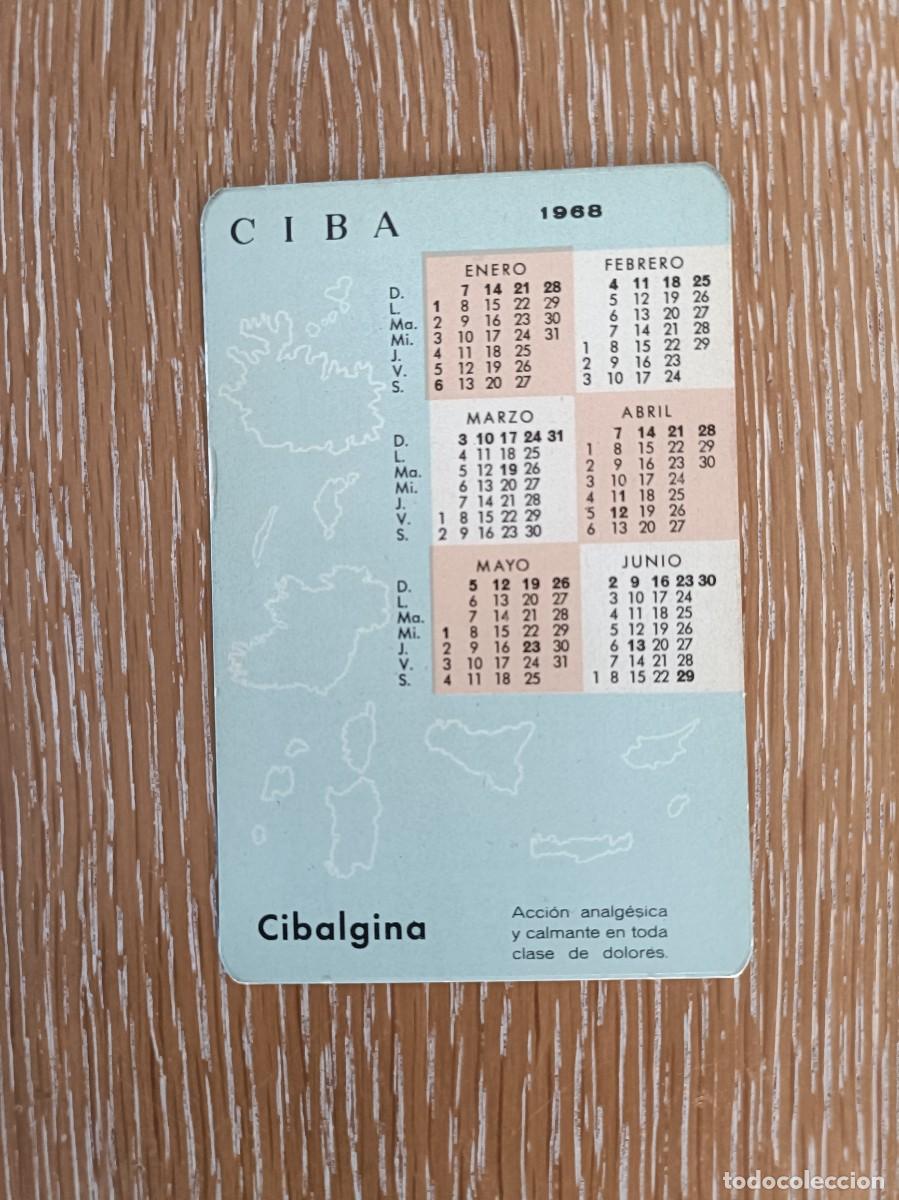 CIBA 1968
ENERO FEBRERO
D. 7 14 21 28 4 11 18 25
L. 1 8 15 22 29 5 12 19 26
Ma. 2 9 16 23 30 6 13 20 27
Mi. 3 10 17 24 31 7 14 21 28
J. 4 11 18 25 1 8 15 22 29
V. 5 12 19 26 2 9 16 23
S. 6 13 20 27 3 10 17 24
MARZO ABRIL
D. 3 10 17 24 31 7 14 21 28
L. 4 11 18 25 1 8 15 22 29
Ma. 5 12 19 26 2 9 16 23 30
Mi. 6 13 20 27 3 10 17 24
J. 7 14 21 28 4 11 18 25
V. 1 8 15 22 29 5 12 19 26
S. 2 9 16 23 30 6 13 20 27
MAYO JUNIO
D. 5 12 19 26 2 9 16 23 30
L. 6 13 20 27 3 10 17 24
Ma. 7 14 21 28 4 11 18 25
Mi. 1 8 15 22 29 5 12 19 26
J. 2 9 16 23 30 6 13 20 27
V. 3 10 17 24 31 7 14 21 28
S. 4 11 18 25 1 8 15 22 29
Cibalgina
Acción analgésica
y calmante en toda
clase de dolores.
todocoleccion